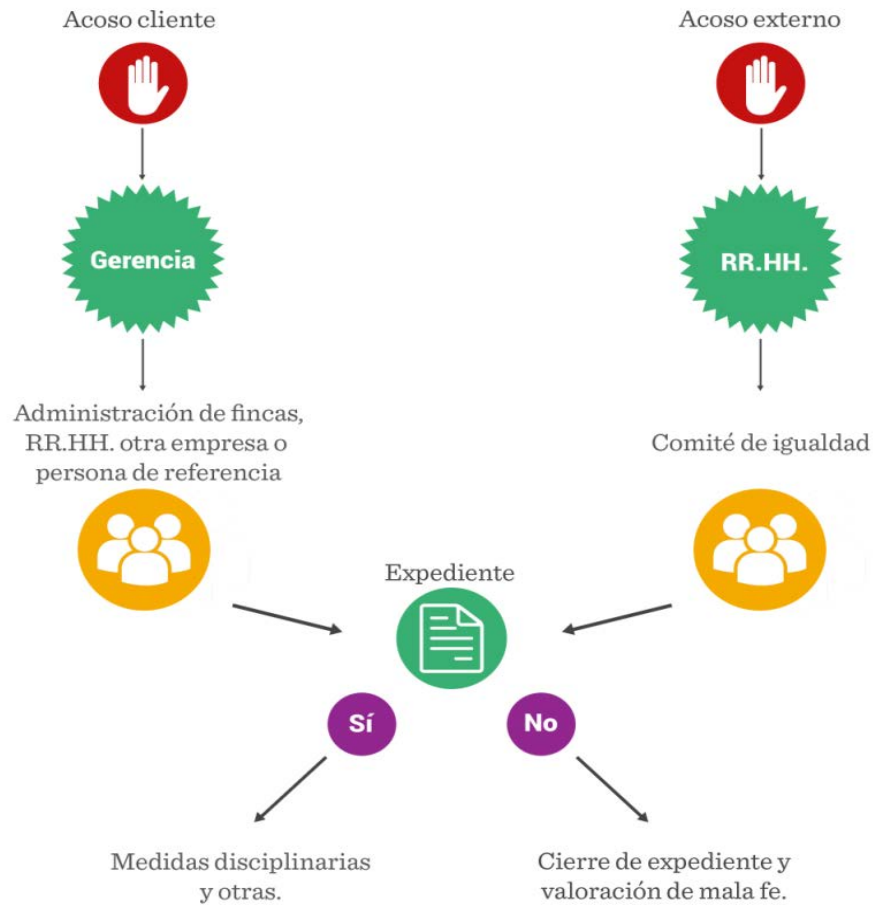 Acoso cliente
Acoso externo
Gerencia
RR.HH.
Administración de fincas,
RR.HH. otra empresa o
persona de referencia
Comité de igualdad
Expediente
Sí
No
Medidas disciplinarias
y otras.
Cierre de expediente y
valoración de mala fe.